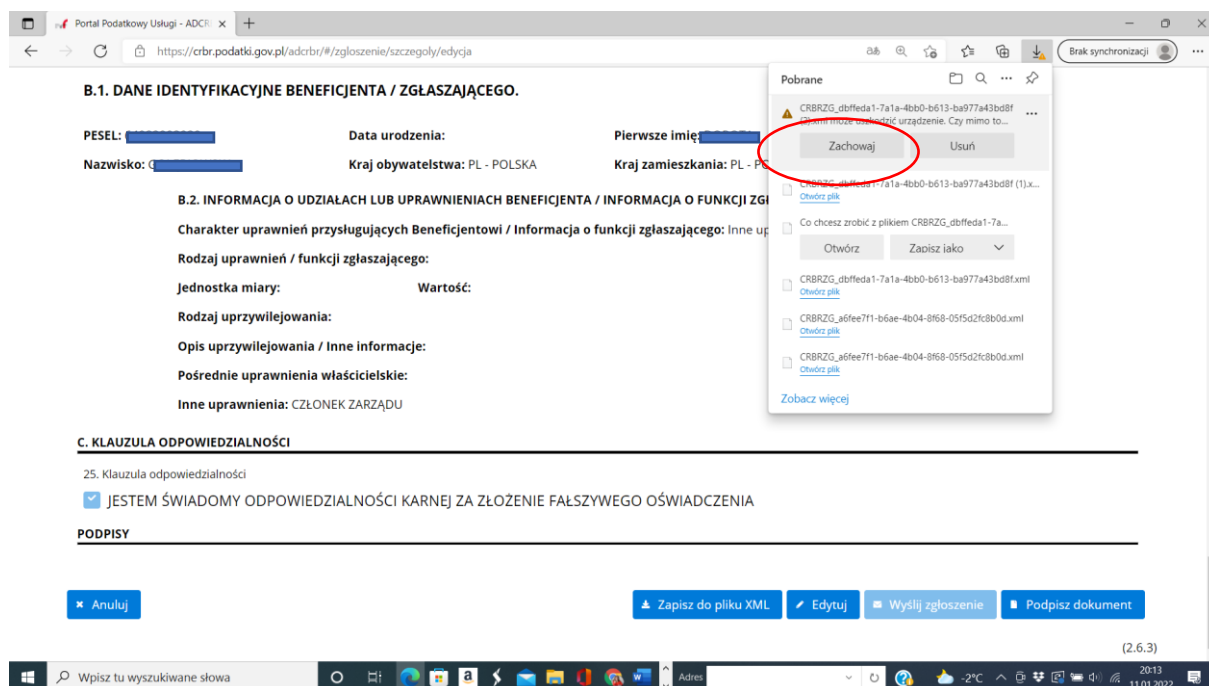 Portal Podatkowy Usługi - ADCR
https://crbr.podatki.gov.pl/adcrbr/#/zgloszenie/szczegoly/edycja
Brak synchronizacji
Pobrane
CRBRZG_dbffeda1-7a1a-4bb0-b613-ba977a43bd8f
(2).xml może uszkodzić urządzenie. Czy mimo to...
Zachowaj Usuń
CRBRZG_dbffeda1-7a1a-4bb0-b613-ba977a43bd8f (1).x...
Otwórz plik
Co chcesz zrobić z plikiem CRBRZG_dbffeda1-7a...
Otwórz Zapisz jako
CRBRZG_dbffeda1-7a1a-4bb0-b613-ba977a43bd8f.xml
Otwórz plik
CRBRZG_a6fee7f1-b6ae-4b04-8f68-05f5d2fc8b0d.xml
Otwórz plik
CRBRZG_a6fee7f1-b6ae-4b04-8f68-05f5d2fc8b0d.xml
Otwórz plik
Zobacz więcej
B.1. DANE IDENTYFIKACYJNE BENEFICJENTA / ZGŁASZAJĄCEGO.
PESEL: Data urodzenia: Pierwsze imię:
Nazwisko: Kraj obywatelstwa: PL - POLSKA Kraj zamieszkania: PL - PO
B.2. INFORMACJA O UDZIAŁACH LUB UPRAWNIENIACH BENEFICJENTA / INFORMACJA O FUNKCJI ZGŁ
Charakter uprawnień przysługujących Beneficjentowi / Informacja o funkcji zgłaszającego: Inne up
Rodzaj uprawnień / funkcji zgłaszającego:
Jednostka miary: Wartość:
Rodzaj uprzywilejowania:
Opis uprzywilejowania / Inne informacje:
Pośrednie uprawnienia właścicielskie:
Inne uprawnienia: CZŁONEK ZARZĄDU
C. KLAUZULA ODPOWIEDZIALNOŚCI
25. Klauzula odpowiedzialności
JESTEM ŚWIADOMY ODPOWIEDZIALNOŚCI KARNEJ ZA ZŁOŻENIE FAŁSZYWEGO OŚWIADCZENIA
PODPISY
Anuluj Zapisz do pliku XML Edytuj Wyślij zgłoszenie Podpisz dokument
(2.6.3)
Wpisz tu wyszukiwane słowa Adres -2°C 20:13
11.01.2022